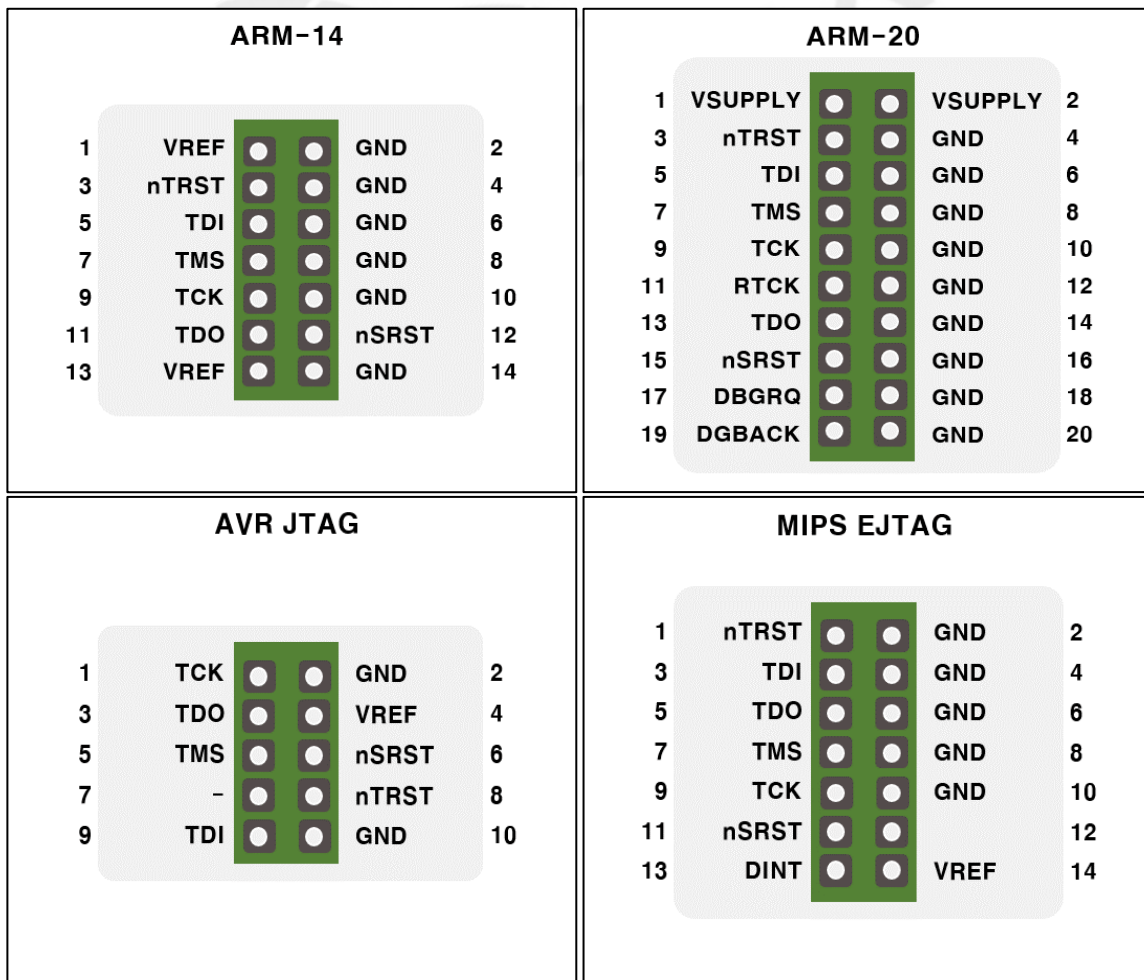 ARM-14
1 VREF GND 2
3 nTRST GND 4
5 TDI GND 6
7 TMS GND 8
9 TCK GND 10
11 TDO nSRST 12
13 VREF GND 14
ARM-20
1 VSUPPLY VSUPPLY 2
3 nTRST GND 4
5 TDI GND 6
7 TMS GND 8
9 TCK GND 10
11 RTCK GND 12
13 TDO GND 14
15 nSRST GND 16
17 DBGRQ GND 18
19 DGBACK GND 20
AVR JTAG
1 TCK GND 2
3 TDO VREF 4
5 TMS nSRST 6
7 - nTRST 8
9 TDI GND 10
MIPS EJTAG
1 nTRST GND 2
3 TDI GND 4
5 TDO GND 6
7 TMS GND 8
9 TCK GND 10
11 nSRST 12
13 DINT VREF 14